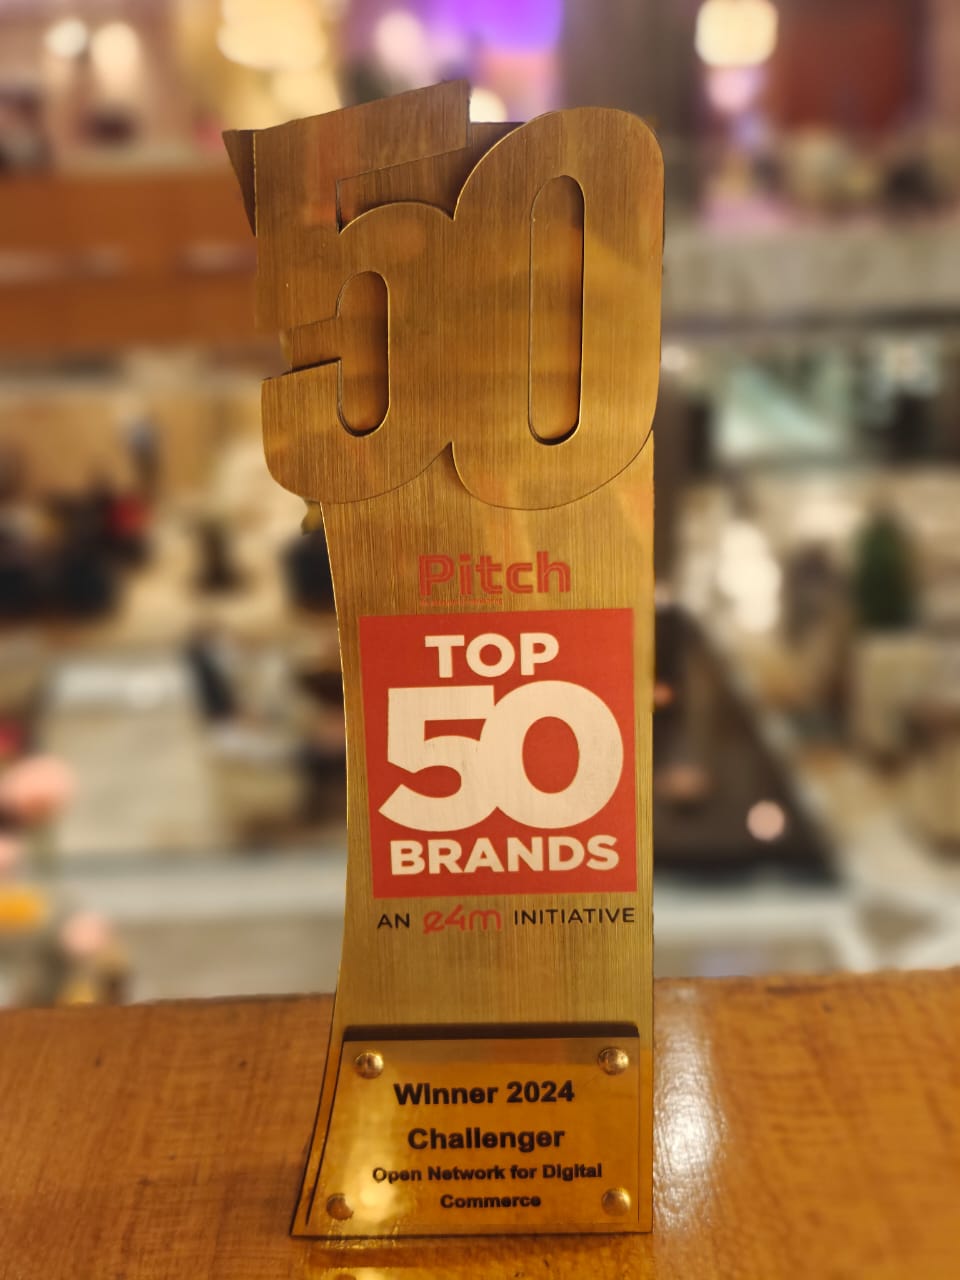 50
Pitch
TOP
50
BRANDS
AN e4m INITIATIVE
Winner 2024
Challenger
Open Network for Digital
Commerce